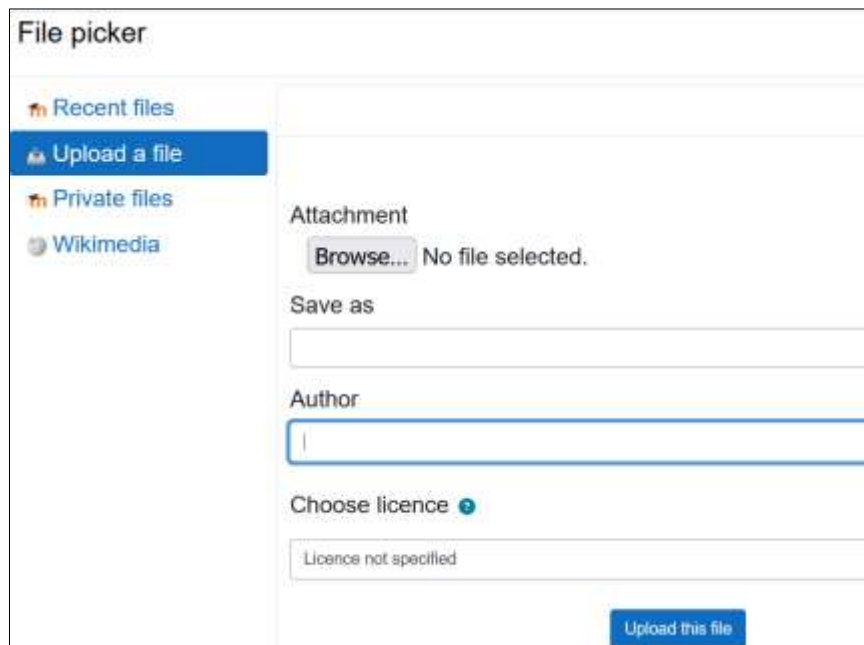 File picker
Recent files
Upload a file
Private files
Wikimedia
Attachment
Browse... No file selected.
Save as
Author
Choose licence ?
Licence not specified
Upload this file